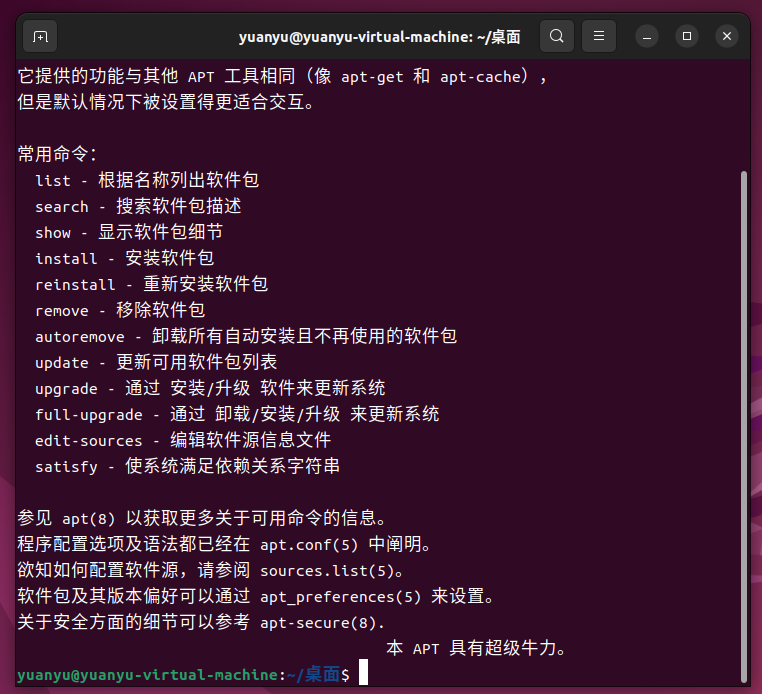 yuanyu@yuanyu-virtual-machine: ~/桌面
它提供的功能与其他 APT 工具相同（像 apt-get 和 apt-cache），
但是默认情况下被设置得更适合交互。
常用命令：
list - 根据名称列出软件包
search - 搜索软件包描述
show - 显示软件包细节
install - 安装软件包
reinstall - 重新安装软件包
remove - 移除软件包
autoremove - 卸载所有自动安装且不再使用的软件包
update - 更新可用软件包列表
upgrade - 通过 安装/升级 软件来更新系统
full-upgrade - 通过 卸载/安装/升级 来更新系统
edit-sources - 编辑软件源信息文件
satisfy - 使系统满足依赖关系字符串
参见 apt(8) 以获取更多关于可用命令的信息。
程序配置选项及语法都已经在 apt.conf(5) 中阐明。
欲知如何配置软件源，请参阅 sources.list(5)。
软件包及其版本偏好可以通过 apt_preferences(5) 来设置。
关于安全方面的细节可以参考 apt-secure(8).
本 APT 具有超级牛力。
yuanyu@yuanyu-virtual-machine:~/桌面$